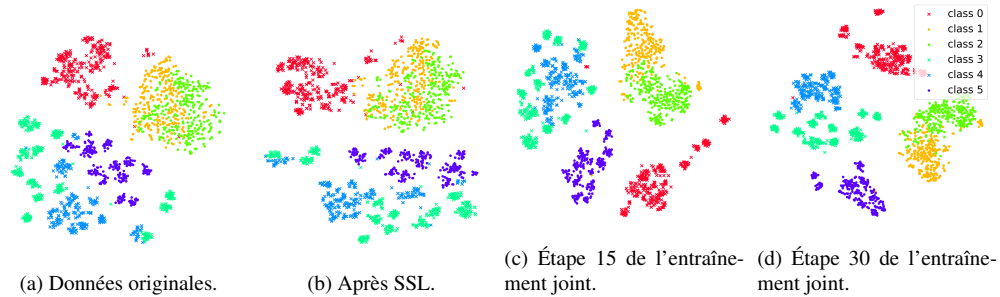 class 0
class 1
class 2
class 3
class 4
class 5
(a) Données originales.
(b) Après SSL.
(c) Étape 15 de l'entraîne-
ment joint.
(d) Étape 30 de l'entraîne-
ment joint.